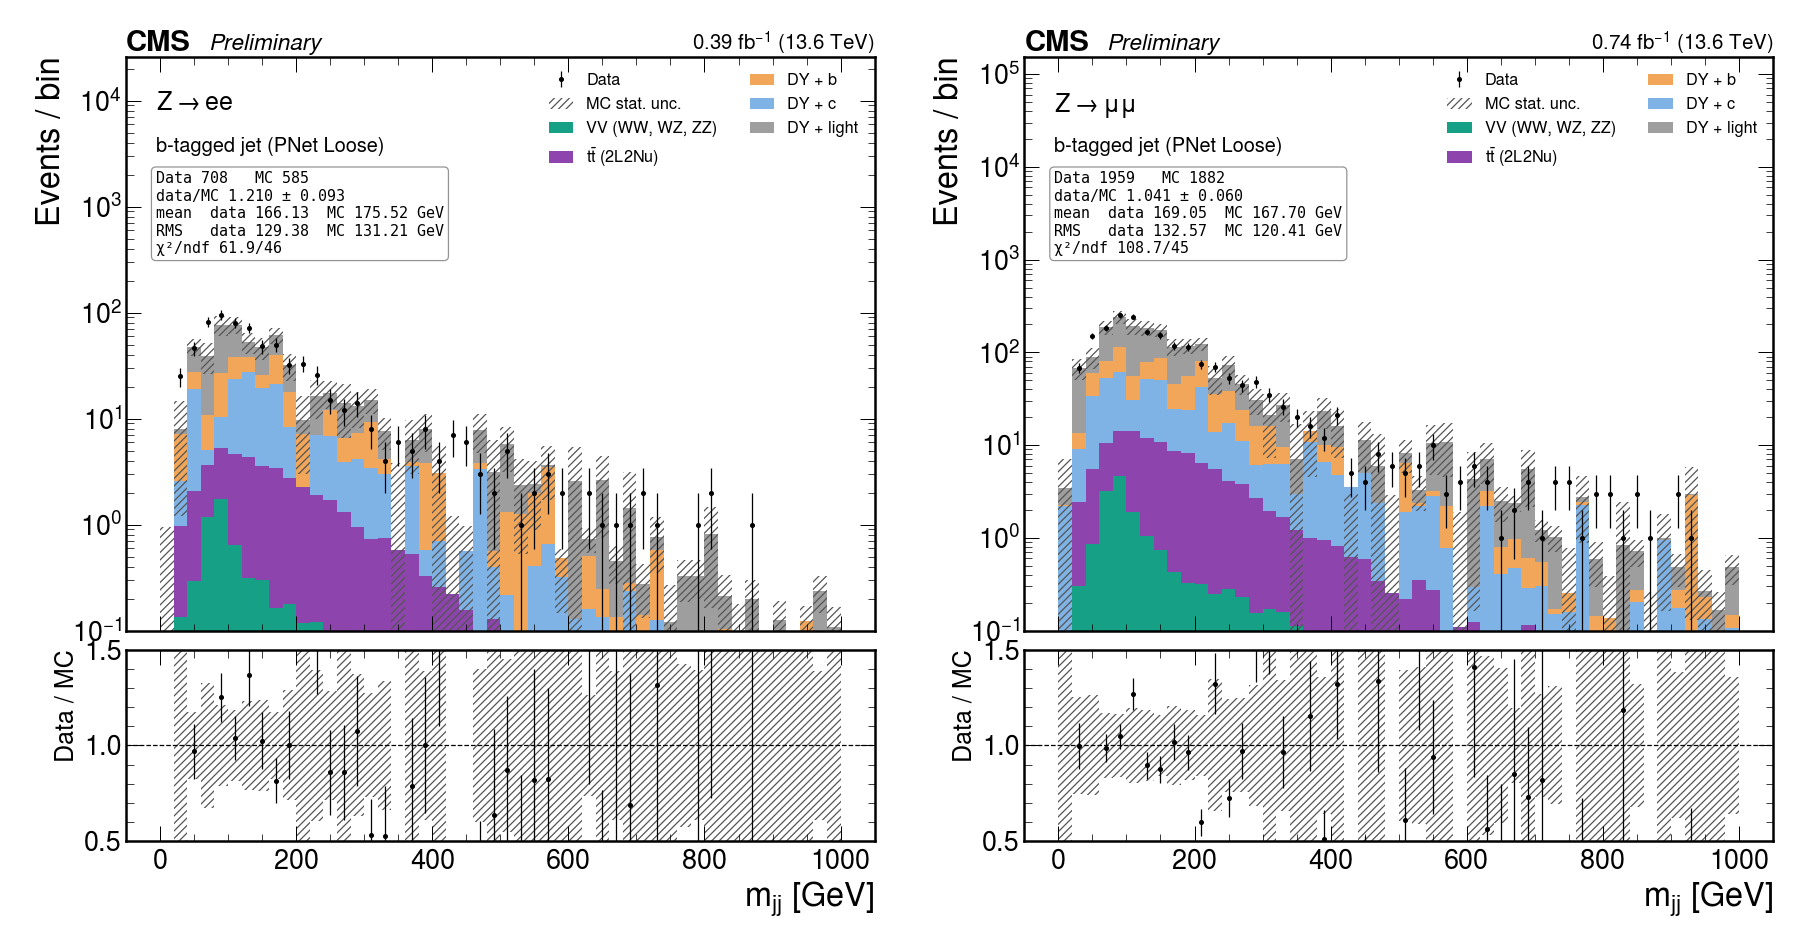 CMS Preliminary 0.39 fb⁻¹ (13.6 TeV)
Events / bin
Z → ee
b-tagged jet (PNet Loose)
Data 708   MC 585
data/MC 1.210 ± 0.093
mean  data 166.13  MC 175.52 GeV
RMS   data 129.38  MC 131.21 GeV
χ²/ndf 61.9/46
Data
MC stat. unc.
VV (WW, WZ, ZZ)
tt̄ (2L2Nu)
DY + b
DY + c
DY + light
10⁴
10³
10²
10¹
10⁰
10⁻¹
Data / MC
1.5
1.0
0.5
0 200 400 600 800 1000
m_jj [GeV]
CMS Preliminary 0.74 fb⁻¹ (13.6 TeV)
Events / bin
Z → μμ
b-tagged jet (PNet Loose)
Data 1959   MC 1882
data/MC 1.041 ± 0.060
mean  data 169.05  MC 167.70 GeV
RMS   data 132.57  MC 120.41 GeV
χ²/ndf 108.7/45
Data
MC stat. unc.
VV (WW, WZ, ZZ)
tt̄ (2L2Nu)
DY + b
DY + c
DY + light
10⁵
10⁴
10³
10²
10¹
10⁰
10⁻¹
Data / MC
1.5
1.0
0.5
0 200 400 600 800 1000
m_jj [GeV]